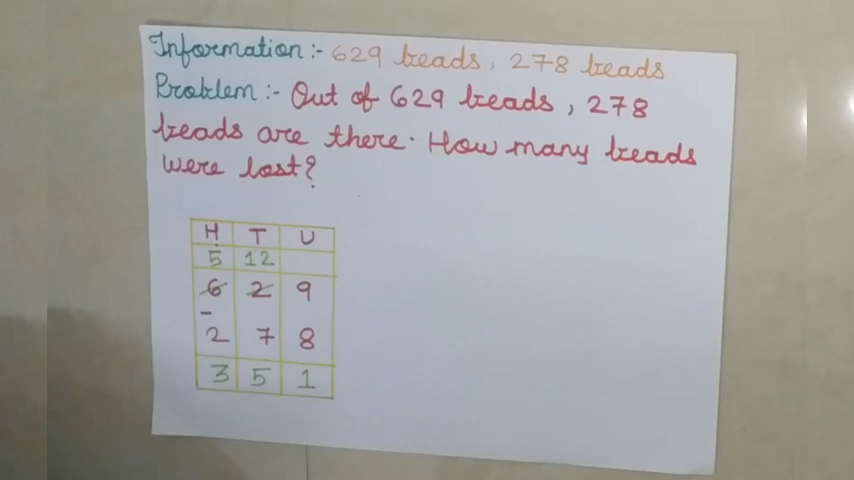 Information :- 629 beads, 278 beads
Problem :- Out of 629 beads, 278
beads are there. How many beads
were lost?
H T U
5 12
6 2 9
-
2 7 8
3 5 1